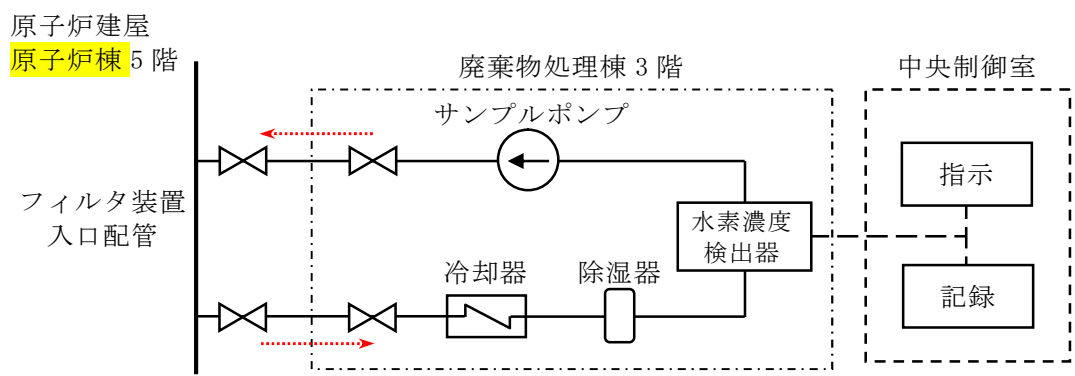 原子炉建屋
原子炉棟 5 階
廃棄物処理棟 3 階
中央制御室
サンプルポンプ
指示
フィルタ装置
入口配管
水素濃度
検出器
冷却器
除湿器
記録